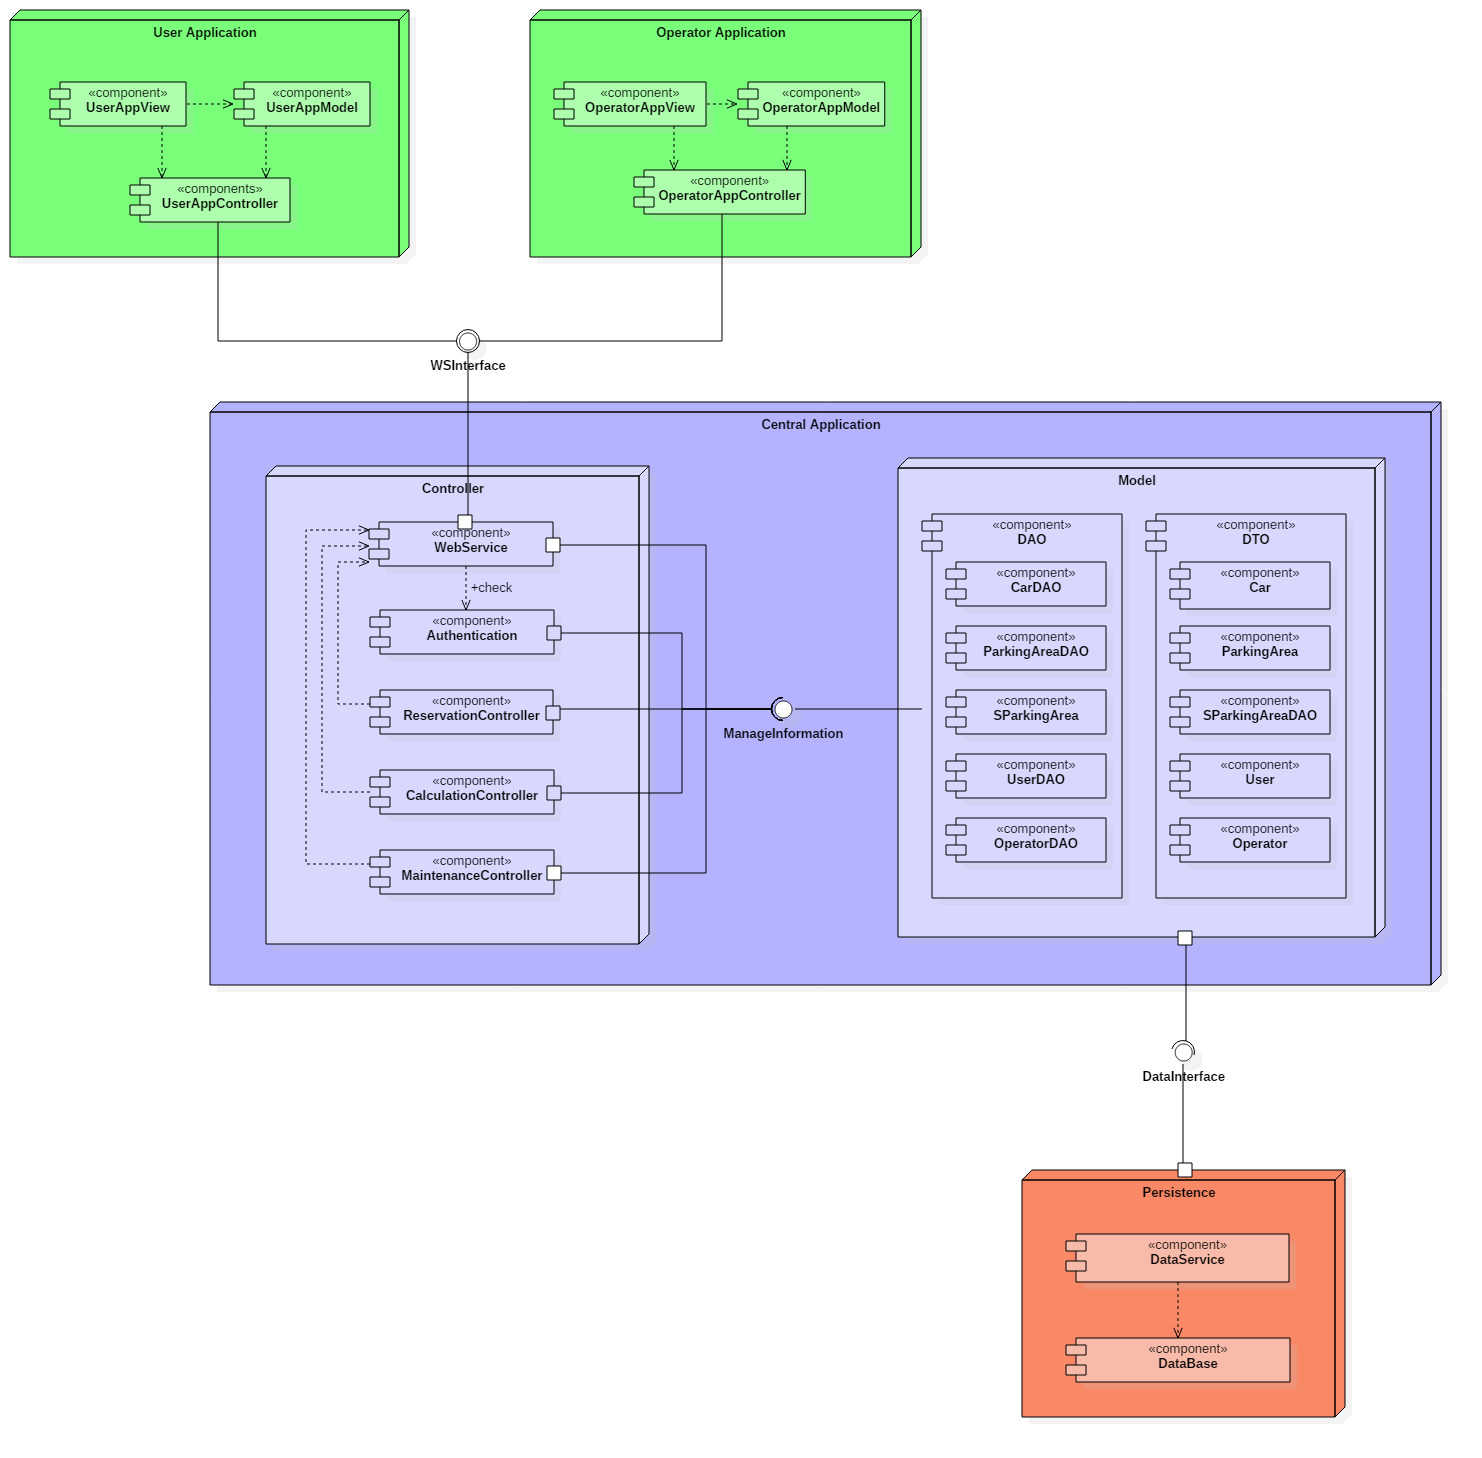 User Application
«component»
UserAppView
«component»
UserAppModel
«components»
UserAppController
Operator Application
«component»
OperatorAppView
«component»
OperatorAppModel
«component»
OperatorAppController
WSInterface
Central Application
Controller
«component»
WebService
+check
«component»
Authentication
«component»
ReservationController
«component»
CalculationController
«component»
MaintenanceController
ManageInformation
Model
«component»
DAO
«component»
CarDAO
«component»
ParkingAreaDAO
«component»
SParkingArea
«component»
UserDAO
«component»
OperatorDAO
«component»
DTO
«component»
Car
«component»
ParkingArea
«component»
SParkingAreaDAO
«component»
User
«component»
Operator
DataInterface
Persistence
«component»
DataService
«component»
DataBase